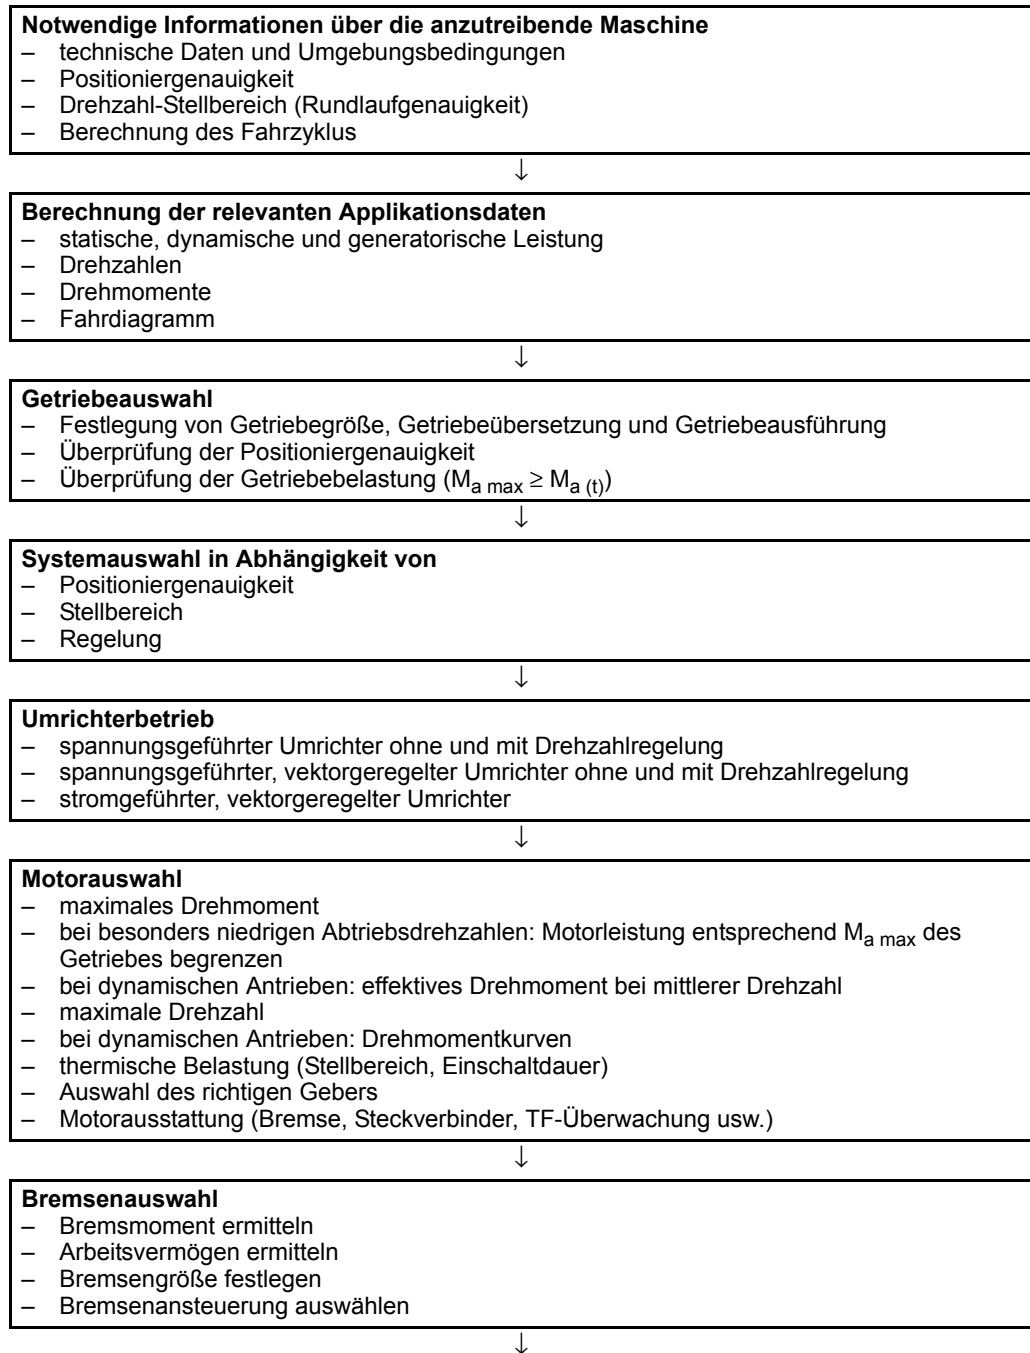 Notwendige Informationen über die anzutreibende Maschine
– technische Daten und Umgebungsbedingungen
– Positioniergenauigkeit
– Drehzahl-Stellbereich (Rundlaufgenauigkeit)
– Berechnung des Fahrzyklus
↓
Berechnung der relevanten Applikationsdaten
– statische, dynamische und generatorische Leistung
– Drehzahlen
– Drehmomente
– Fahrdiagramm
↓
Getriebeauswahl
– Festlegung von Getriebegröße, Getriebeübersetzung und Getriebeausführung
– Überprüfung der Positioniergenauigkeit
– Überprüfung der Getriebebelastung (Ma max ≥ Ma (t))
↓
Systemauswahl in Abhängigkeit von
– Positioniergenauigkeit
– Stellbereich
– Regelung
↓
Umrichterbetrieb
– spannungsgeführter Umrichter ohne und mit Drehzahlregelung
– spannungsgeführter, vektorgeregelter Umrichter ohne und mit Drehzahlregelung
– stromgeführter, vektorgeregelter Umrichter
↓
Motorauswahl
– maximales Drehmoment
– bei besonders niedrigen Abtriebsdrehzahlen: Motorleistung entsprechend Ma max des
Getriebes begrenzen
– bei dynamischen Antrieben: effektives Drehmoment bei mittlerer Drehzahl
– maximale Drehzahl
– bei dynamischen Antrieben: Drehmomentkurven
– thermische Belastung (Stellbereich, Einschaltdauer)
– Auswahl des richtigen Gebers
– Motorausstattung (Bremse, Steckverbinder, TF-Überwachung usw.)
↓
Bremsenauswahl
– Bremsmoment ermitteln
– Arbeitsvermögen ermitteln
– Bremsengröße festlegen
– Bremsenansteuerung auswählen
↓